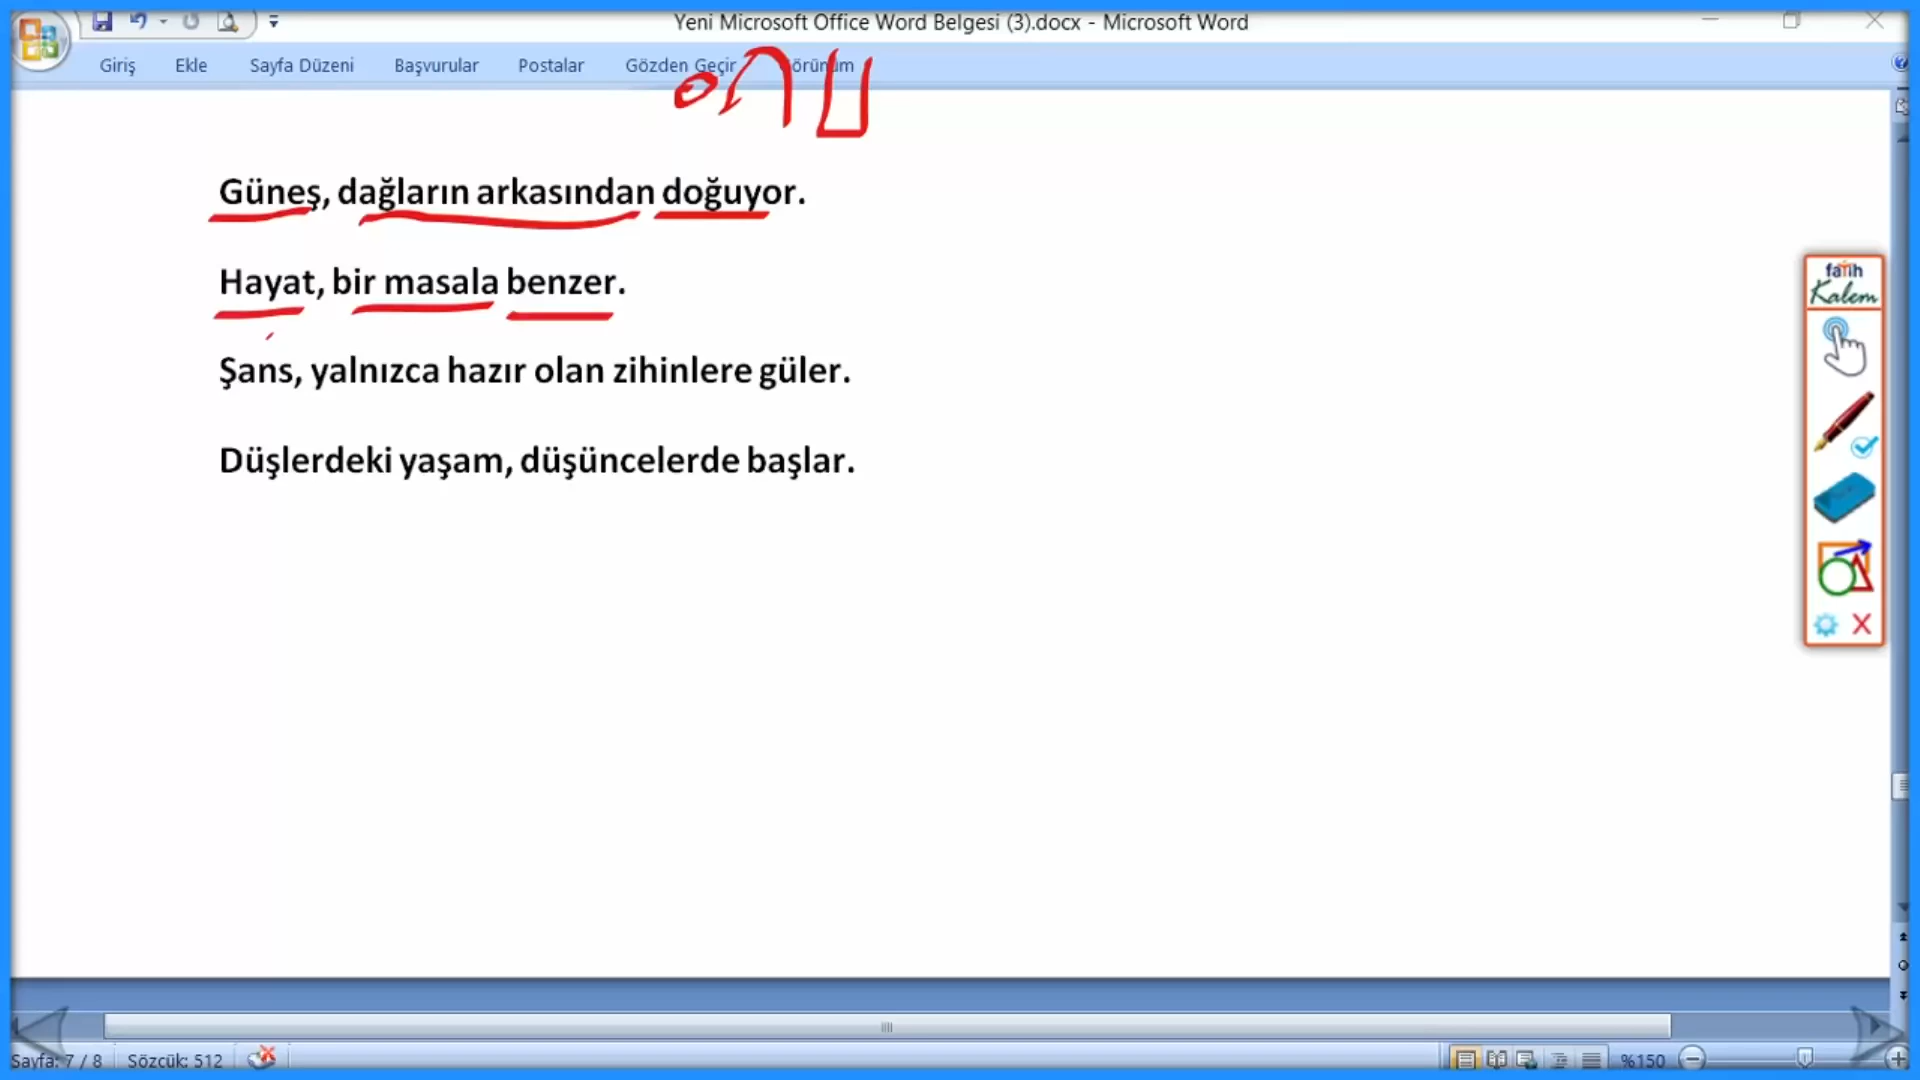 Yeni Microsoft Office Word Belgesi (3).docx - Microsoft Word
Giriş Ekle Sayfa Düzeni Başvurular Postalar Gözden Geçir Görünüm
Güneş, dağların arkasından doğuyor.
Hayat, bir masala benzer.
Şans, yalnızca hazır olan zihinlere güler.
Düşlerdeki yaşam, düşüncelerde başlar.
fatih
Kalem
Sayfa: 7 / 8 Sözcük: 512 %150